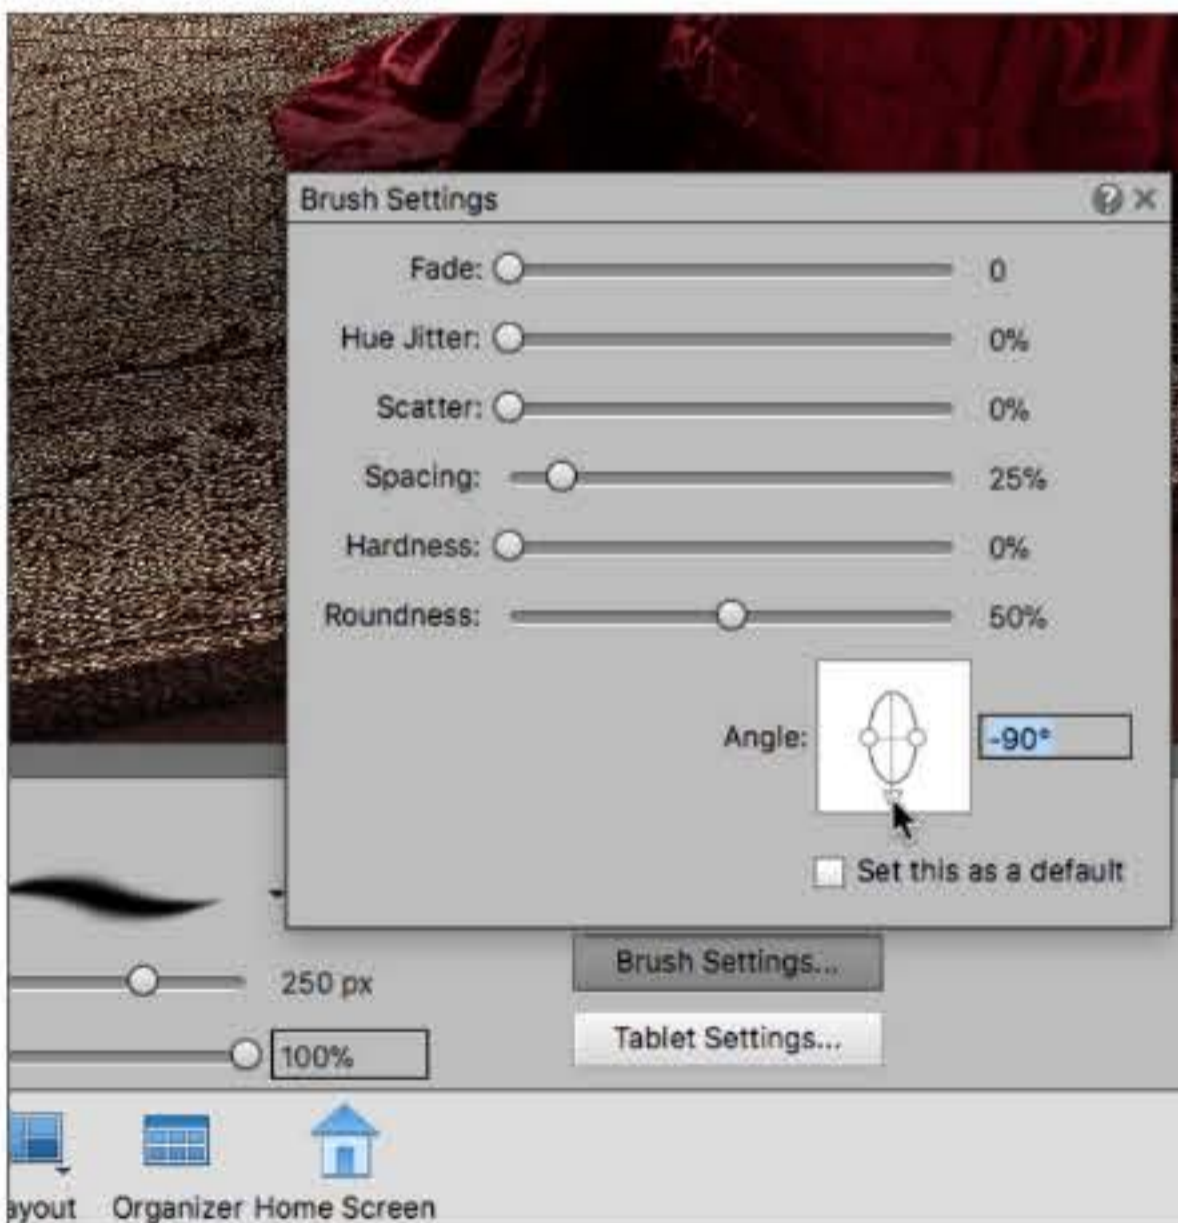 Brush Settings
Fade: 0
Hue Jitter: 0%
Scatter: 0%
Spacing: 25%
Hardness: 0%
Roundness: 50%
Angle: -90°
Set this as a default
250 px
Brush Settings...
100%
Tablet Settings...
ayout Organizer Home Screen